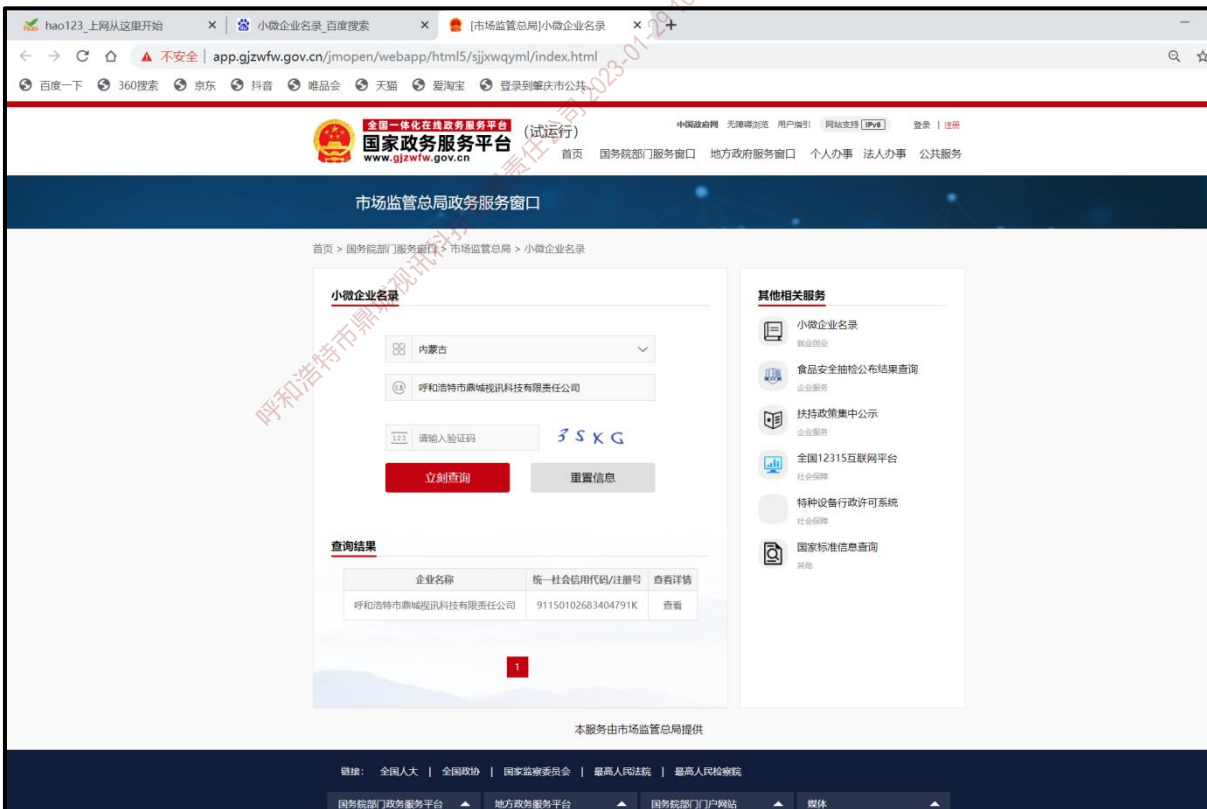 hao123_上网从这里开始 小微企业名录_百度搜索 [市场监管总局]小微企业名录
不安全 | app.gjzwfw.gov.cn/jmopen/webapp/html5/sjjxwqyml/index.html
百度一下 360搜索 京东 抖音 唯品会 天猫 爱淘宝 登录到肇庆市公共...
全国一体化在线政务服务平台
国家政务服务平台
www.gjzwfw.gov.cn
(试运行)
中国政府网 无障碍浏览 用户指引 网站支持 IPv6 登录 | 注册
首页 国务院部门服务窗口 地方政府服务窗口 个人办事 法人办事 公共服务
市场监管总局政务服务窗口
首页 > 国务院部门服务窗口 > 市场监管总局 > 小微企业名录
小微企业名录
内蒙古
呼和浩特市鼎城视讯科技有限责任公司
123 请输入验证码 3SKG
立刻查询 重置信息
查询结果
企业名称 统一社会信用代码/注册号 查看详情
呼和浩特市鼎城视讯科技有限责任公司 91150102683404791K 查看
1
其他相关服务
小微企业名录
就业创业
食品安全抽检公布结果查询
企业服务
扶持政策集中公示
企业服务
全国12315互联网平台
社会保障
特种设备行政许可系统
社会保障
国家标准信息查询
其他
本服务由市场监管总局提供
链接: 全国人大 | 全国政协 | 国家监察委员会 | 最高人民法院 | 最高人民检察院
国务院部门政务服务平台 地方政务服务平台 国务院部门门户网站 媒体
呼和浩特市鼎城视讯科技有限责任公司 2023-01-29